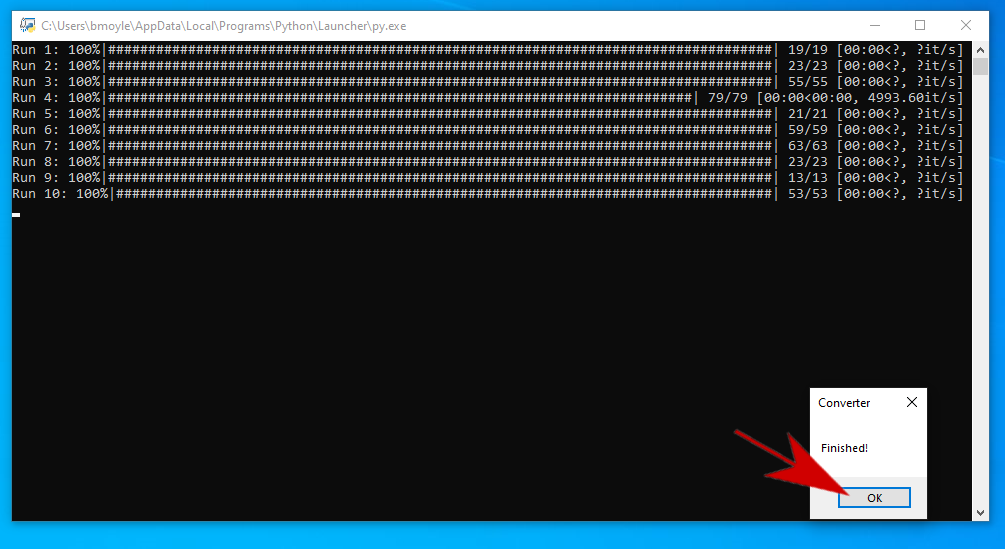 C:\Users\bmoyle\AppData\Local\Programs\Python\Launcher\py.exe
Run 1: 100%|###################################################################################| 19/19 [00:00<?, ?it/s]
Run 2: 100%|###################################################################################| 23/23 [00:00<?, ?it/s]
Run 3: 100%|###################################################################################| 55/55 [00:00<?, ?it/s]
Run 4: 100%|#########################################################################| 79/79 [00:00<00:00, 4993.60it/s]
Run 5: 100%|###################################################################################| 21/21 [00:00<?, ?it/s]
Run 6: 100%|###################################################################################| 59/59 [00:00<?, ?it/s]
Run 7: 100%|###################################################################################| 63/63 [00:00<?, ?it/s]
Run 8: 100%|###################################################################################| 23/23 [00:00<?, ?it/s]
Run 9: 100%|###################################################################################| 13/13 [00:00<?, ?it/s]
Run 10: 100%|##################################################################################| 53/53 [00:00<?, ?it/s]
Converter
Finished!
OK